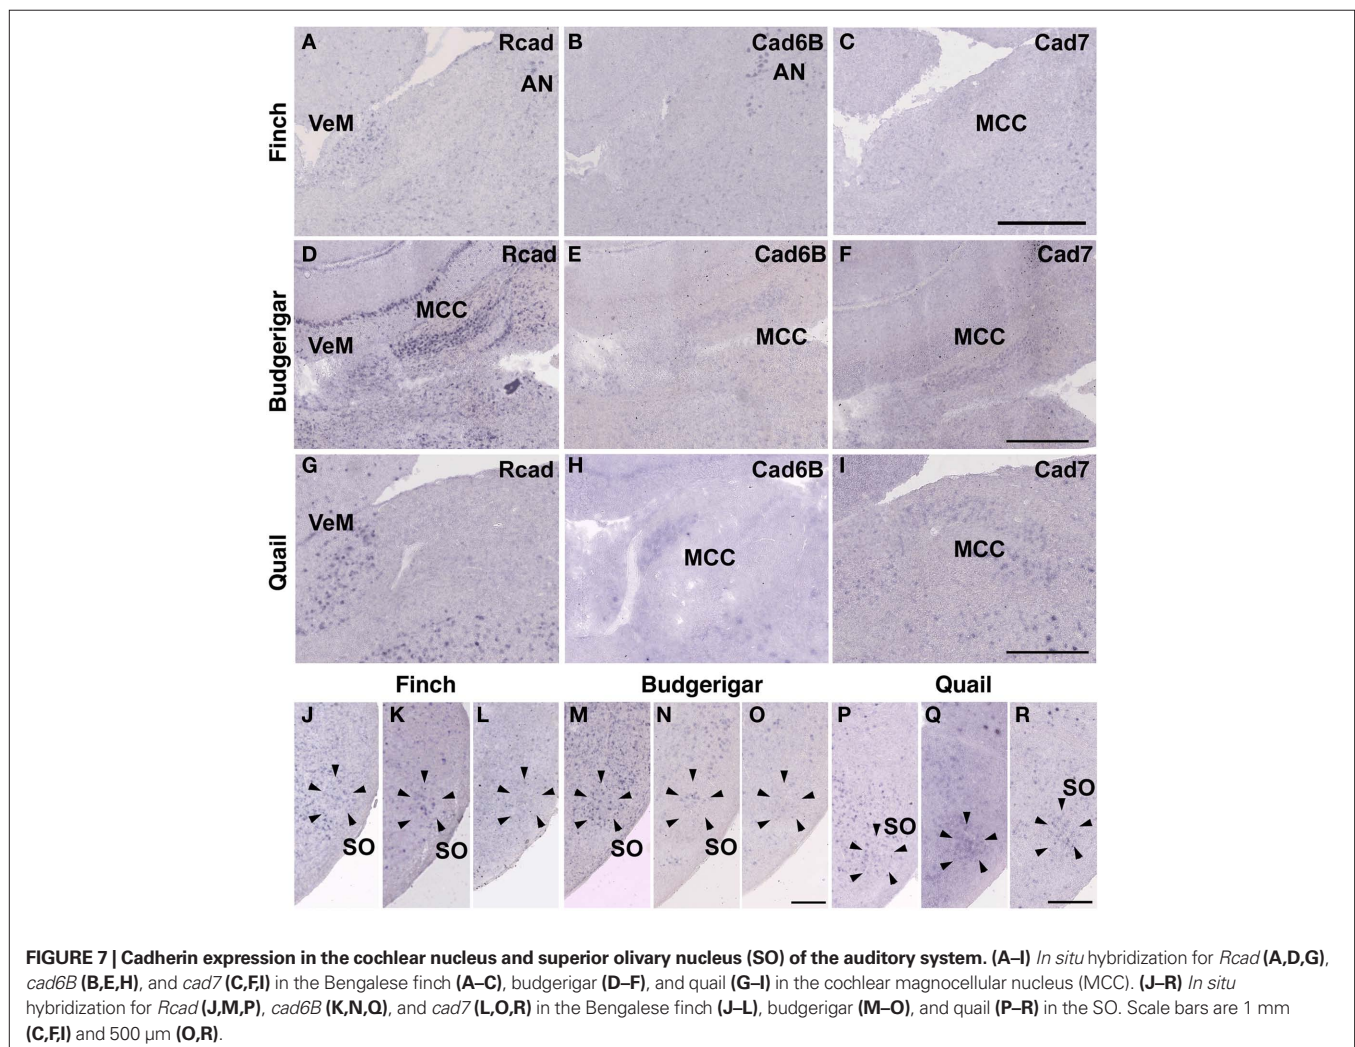 A Rcad
AN
VeM
B Cad6B
AN
C Cad7
MCC
Finch
D Rcad
MCC
VeM
E Cad6B
MCC
F Cad7
MCC
Budgerigar
G Rcad
VeM
H Cad6B
MCC
I Cad7
MCC
Quail
Finch Budgerigar Quail
J K L M N O P Q R
SO
SO
SO
SO
SO
SO
FIGURE 7 | Cadherin expression in the cochlear nucleus and superior olivary nucleus (SO) of the auditory system. (A–I) In situ hybridization for Rcad (A,D,G),
cad6B (B,E,H), and cad7 (C,F,I) in the Bengalese finch (A–C), budgerigar (D–F), and quail (G–I) in the cochlear magnocellular nucleus (MCC). (J–R) In situ
hybridization for Rcad (J,M,P), cad6B (K,N,Q), and cad7 (L,O,R) in the Bengalese finch (J–L), budgerigar (M–O), and quail (P–R) in the SO. Scale bars are 1 mm
(C,F,I) and 500 µm (O,R).